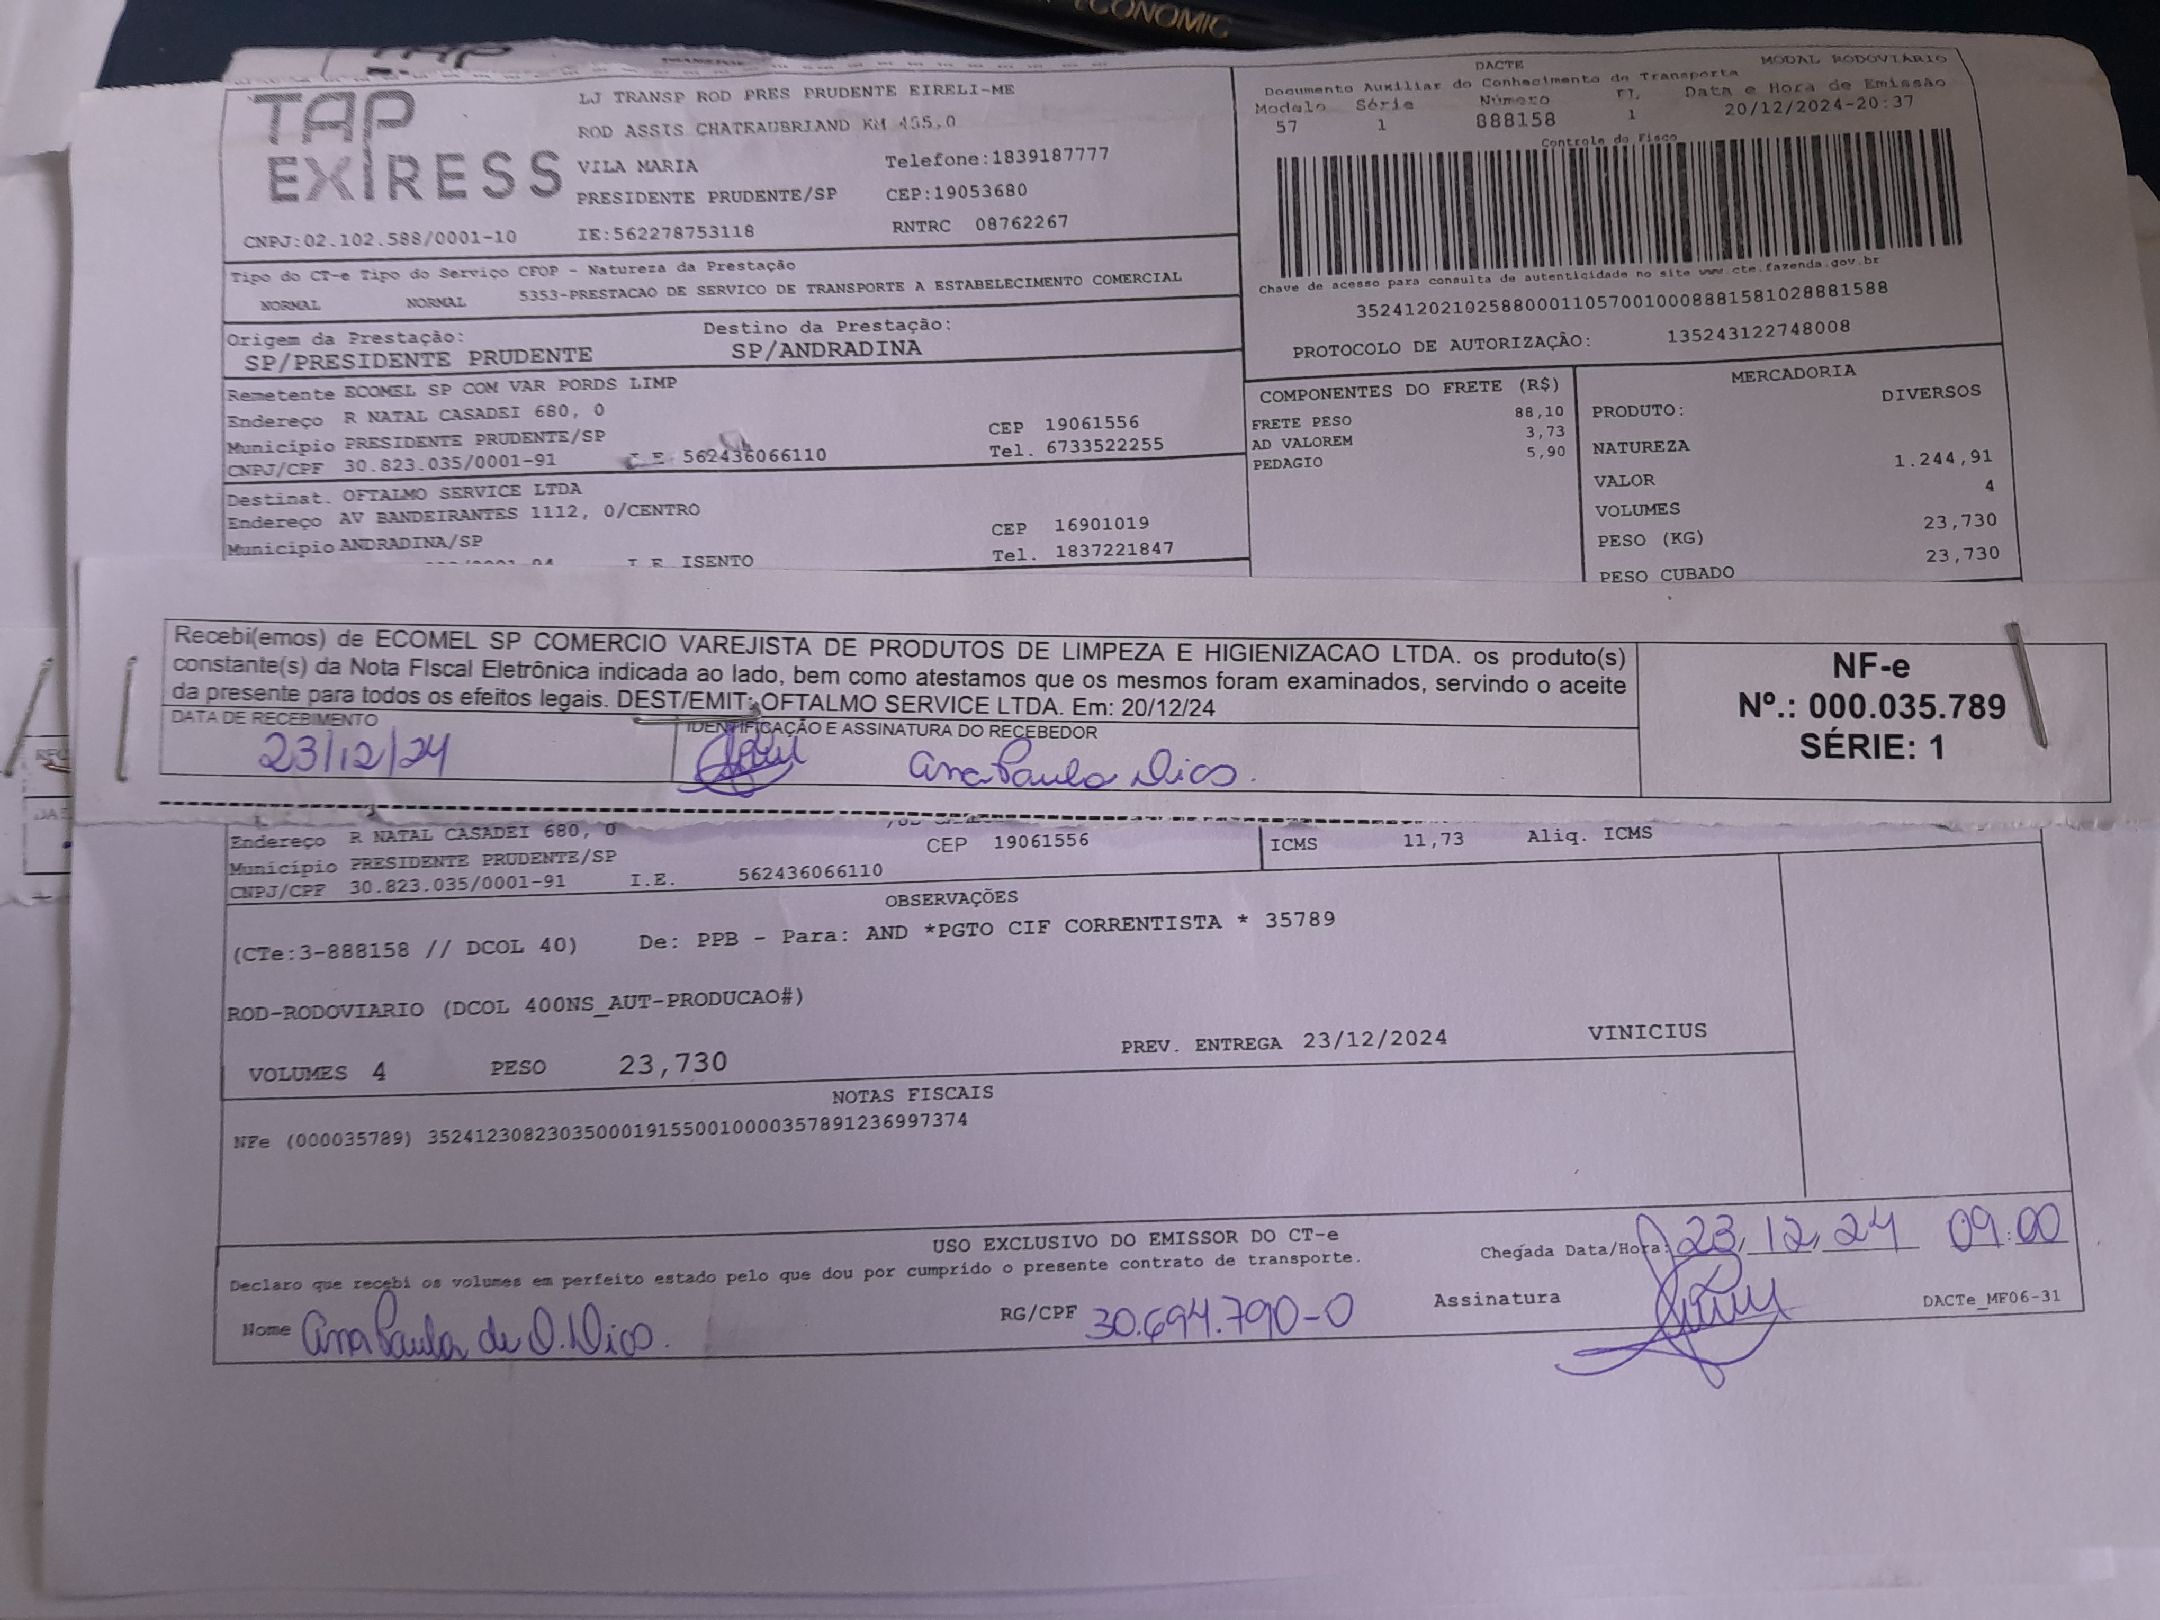 ECONOMIC
TAP
EXIRESS
LJ TRANSP ROD PRES PRUDENTE EIRELI-ME
ROD ASSIS CHATEAUBRIAND KM 455,0
VILA MARIA Telefone:1839187777
PRESIDENTE PRUDENTE/SP CEP:19053680
CNPJ:02.102.588/0001-10 IE:562278753118 RNTRC 08762267
DACTE MODAL RODOVIÁRIO
Documento Auxiliar do Conhecimento de Transporte
Modelo Série Número Fl. Data e Hora de Emissão
57 1 888158 1 20/12/2024-20:37
Controle do Fisco
Chave de acesso para consulta de autenticidade no site www.cte.fazenda.gov.br
35241202102588000110570010008881581028881588
PROTOCOLO DE AUTORIZAÇÃO: 135243122748008
Tipo do CT-e Tipo do Serviço CFOP - Natureza da Prestação
NORMAL NORMAL 5353-PRESTACAO DE SERVICO DE TRANSPORTE A ESTABELECIMENTO COMERCIAL
Origem da Prestação: Destino da Prestação:
SP/PRESIDENTE PRUDENTE SP/ANDRADINA
Remetente ECOMEL SP COM VAR PORDS LIMP
Endereço R NATAL CASADEI 680, 0 CEP 19061556
Município PRESIDENTE PRUDENTE/SP Tel. 6733522255
CNPJ/CPF 30.823.035/0001-91 I.E. 562436066110
Destinat. OFTALMO SERVICE LTDA
Endereço AV BANDEIRANTES 1112, 0/CENTRO CEP 16901019
Município ANDRADINA/SP Tel. 1837221847
I.E ISENTO
COMPONENTES DO FRETE (R$)
FRETE PESO 88,10
AD VALOREM 3,73
PEDAGIO 5,90
MERCADORIA
PRODUTO: DIVERSOS
NATUREZA
VALOR 1.244,91
VOLUMES 4
PESO (KG) 23,730
PESO CUBADO 23,730
Recebi(emos) de ECOMEL SP COMERCIO VAREJISTA DE PRODUTOS DE LIMPEZA E HIGIENIZACAO LTDA. os produto(s)
constante(s) da Nota Fiscal Eletrônica indicada ao lado, bem como atestamos que os mesmos foram examinados, servindo o aceite
da presente para todos os efeitos legais. DEST/EMIT: OFTALMO SERVICE LTDA. Em: 20/12/24
DATA DE RECEBIMENTO IDENTIFICAÇÃO E ASSINATURA DO RECEBEDOR
23/12/24 Ana Paula Dios.
NF-e
Nº.: 000.035.789
SÉRIE: 1
Endereço R NATAL CASADEI 680, 0 CEP 19061556
Município PRESIDENTE PRUDENTE/SP
CNPJ/CPF 30.823.035/0001-91 I.E. 562436066110
ICMS 11,73 Aliq. ICMS
OBSERVAÇÕES
(CTe:3-888158 // DCOL 40) De: PPB - Para: AND *PGTO CIF CORRENTISTA * 35789
ROD-RODOVIARIO (DCOL 400NS_AUT-PRODUCAO#)
VOLUMES 4 PESO 23,730 PREV. ENTREGA 23/12/2024 VINICIUS
NOTAS FISCAIS
NFe (000035789) 35241230823035000191550010000357891236997374
USO EXCLUSIVO DO EMISSOR DO CT-e
Declaro que recebi os volumes em perfeito estado pelo que dou por cumprido o presente contrato de transporte.
Chegada Data/Hora: 23,12,24 09:00
Nome Ana Paula de O. Dios. RG/CPF 30.694.790-0 Assinatura
DACTe_MF06-31